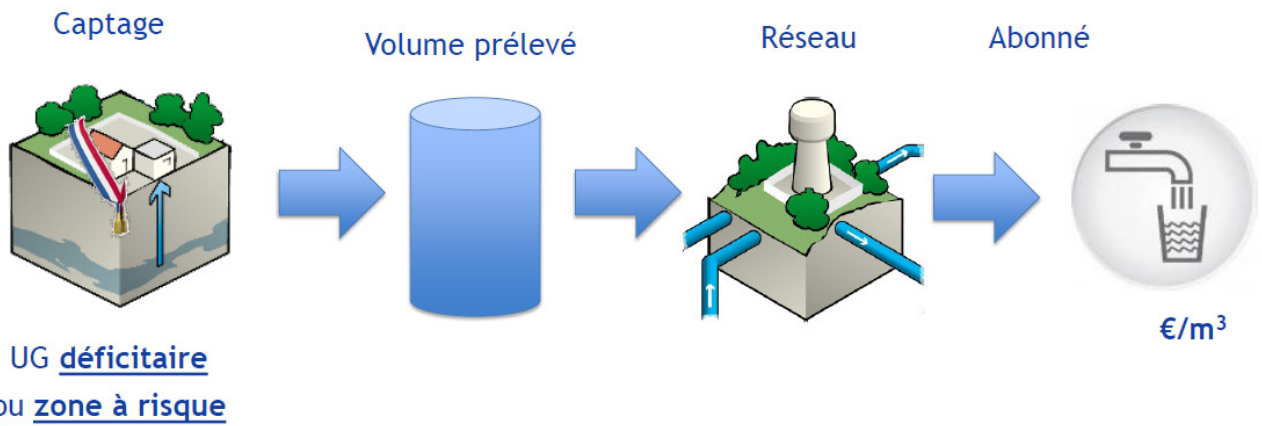 Captage
Volume prélevé
Réseau
Abonné
€/m³
UG déficitaire
ou zone à risque